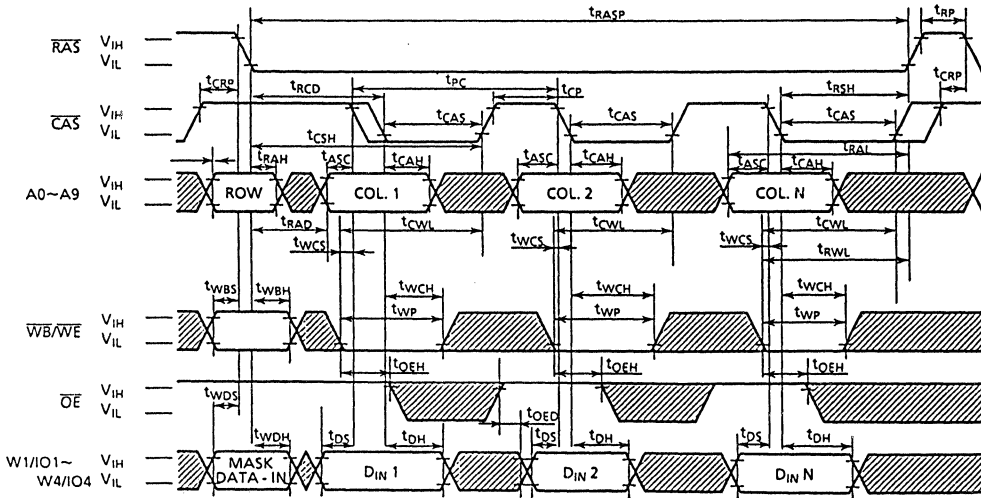 tRASP tRP
RAS VIH
VIL
tCRP tRCD tPC tCP tRSH tCRP
CAS VIH
VIL
tCAS tCAS tCAS
tCSH tRAL
tRAH tASC tCAH tASC tCAH tASC tCAH
A0~A9 VIH
VIL
ROW COL. 1 COL. 2 COL. N
tRAD tCWL tCWL tCWL
tWCS tWCS tWCS tRWL
tWBS tWBH tWCH tWCH tWCH
tWP tWP tWP
WB/WE VIH
VIL
tOEH tOEH tOEH
OE VIH
VIL
tWDS tOED
tWDH tDS tDH tDS tDH tDS tDH
W1/IO1~
W4/IO4
VIH
VIL
MASK
DATA-IN
DIN 1 DIN 2 DIN N